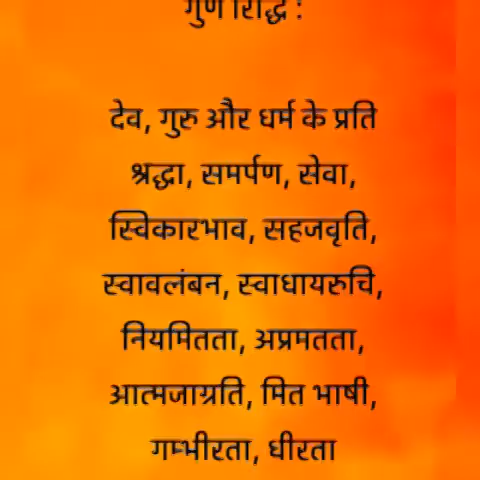 गुण रिद्धि :
देव, गुरु और धर्म के प्रति
श्रद्धा, समर्पण, सेवा,
स्विकारभाव, सहजवृति,
स्वावलंबन, स्वाधायरुचि,
नियमितता, अप्रमतता,
आत्मजाग्रति, मित भाषी,
गम्भीरता, धीरता